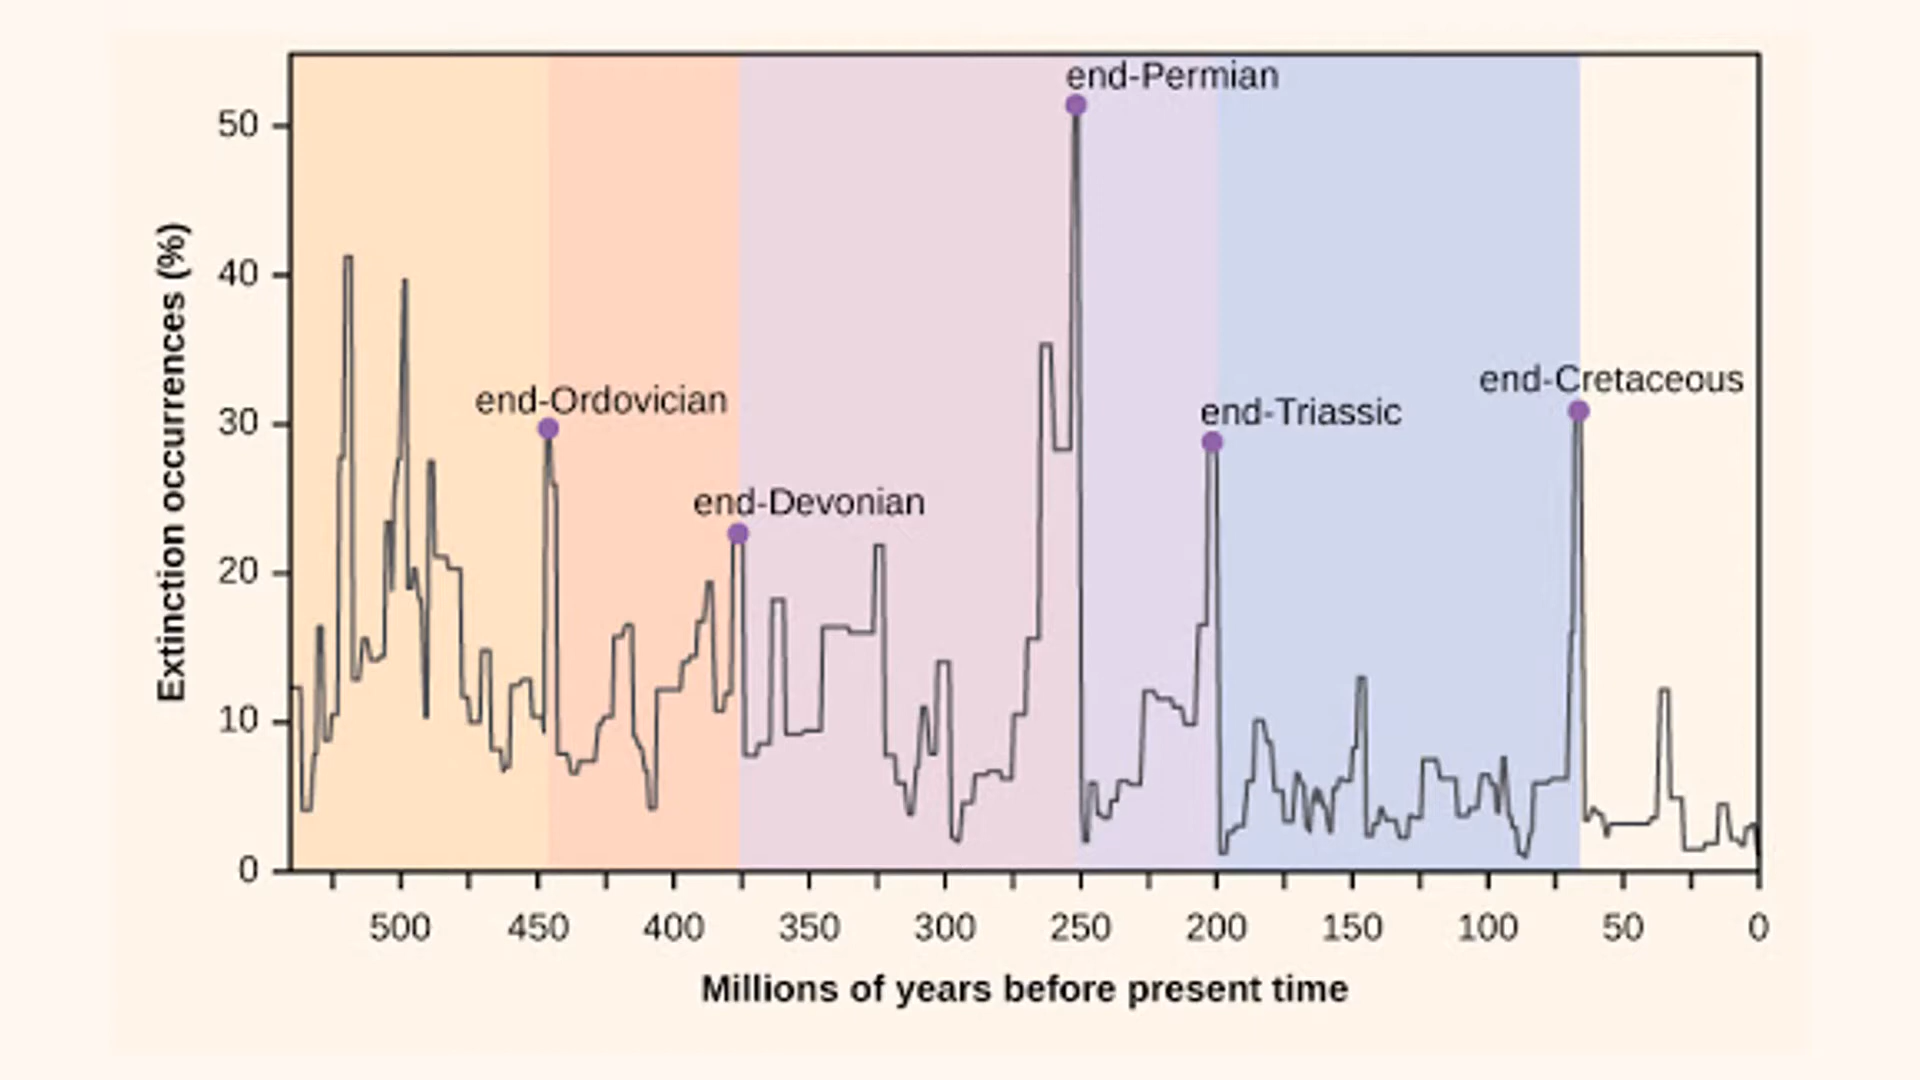 end-Permian
50
40
end-Cretaceous
end-Ordovician
end-Triassic
30
end-Devonian
20
10
0
Extinction occurrences (%)
500 450 400 350 300 250 200 150 100 50 0
Millions of years before present time